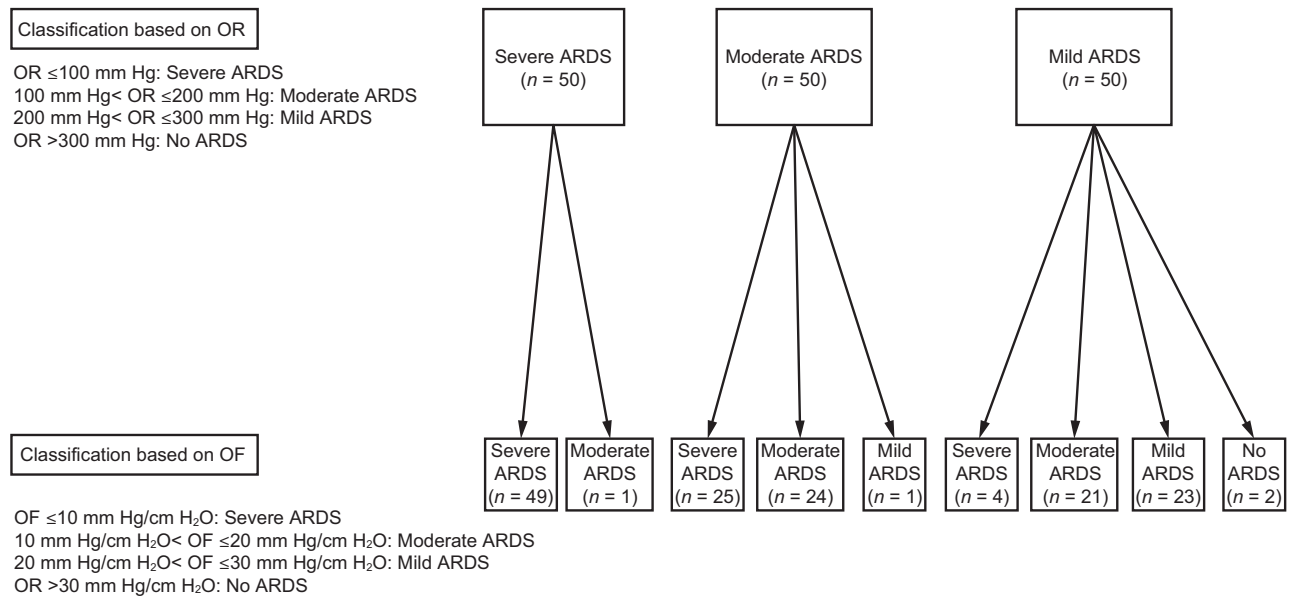 Classification based on OR
OR ≤100 mm Hg: Severe ARDS
100 mm Hg< OR ≤200 mm Hg: Moderate ARDS
200 mm Hg< OR ≤300 mm Hg: Mild ARDS
OR >300 mm Hg: No ARDS
Severe ARDS
(n = 50)
Moderate ARDS
(n = 50)
Mild ARDS
(n = 50)
Classification based on OF
OF ≤10 mm Hg/cm H₂O: Severe ARDS
10 mm Hg/cm H₂O< OF ≤20 mm Hg/cm H₂O: Moderate ARDS
20 mm Hg/cm H₂O< OF ≤30 mm Hg/cm H₂O: Mild ARDS
OR >30 mm Hg/cm H₂O: No ARDS
Severe
ARDS
(n = 49)
Moderate
ARDS
(n = 1)
Severe
ARDS
(n = 25)
Moderate
ARDS
(n = 24)
Mild
ARDS
(n = 1)
Severe
ARDS
(n = 4)
Moderate
ARDS
(n = 21)
Mild
ARDS
(n = 23)
No
ARDS
(n = 2)